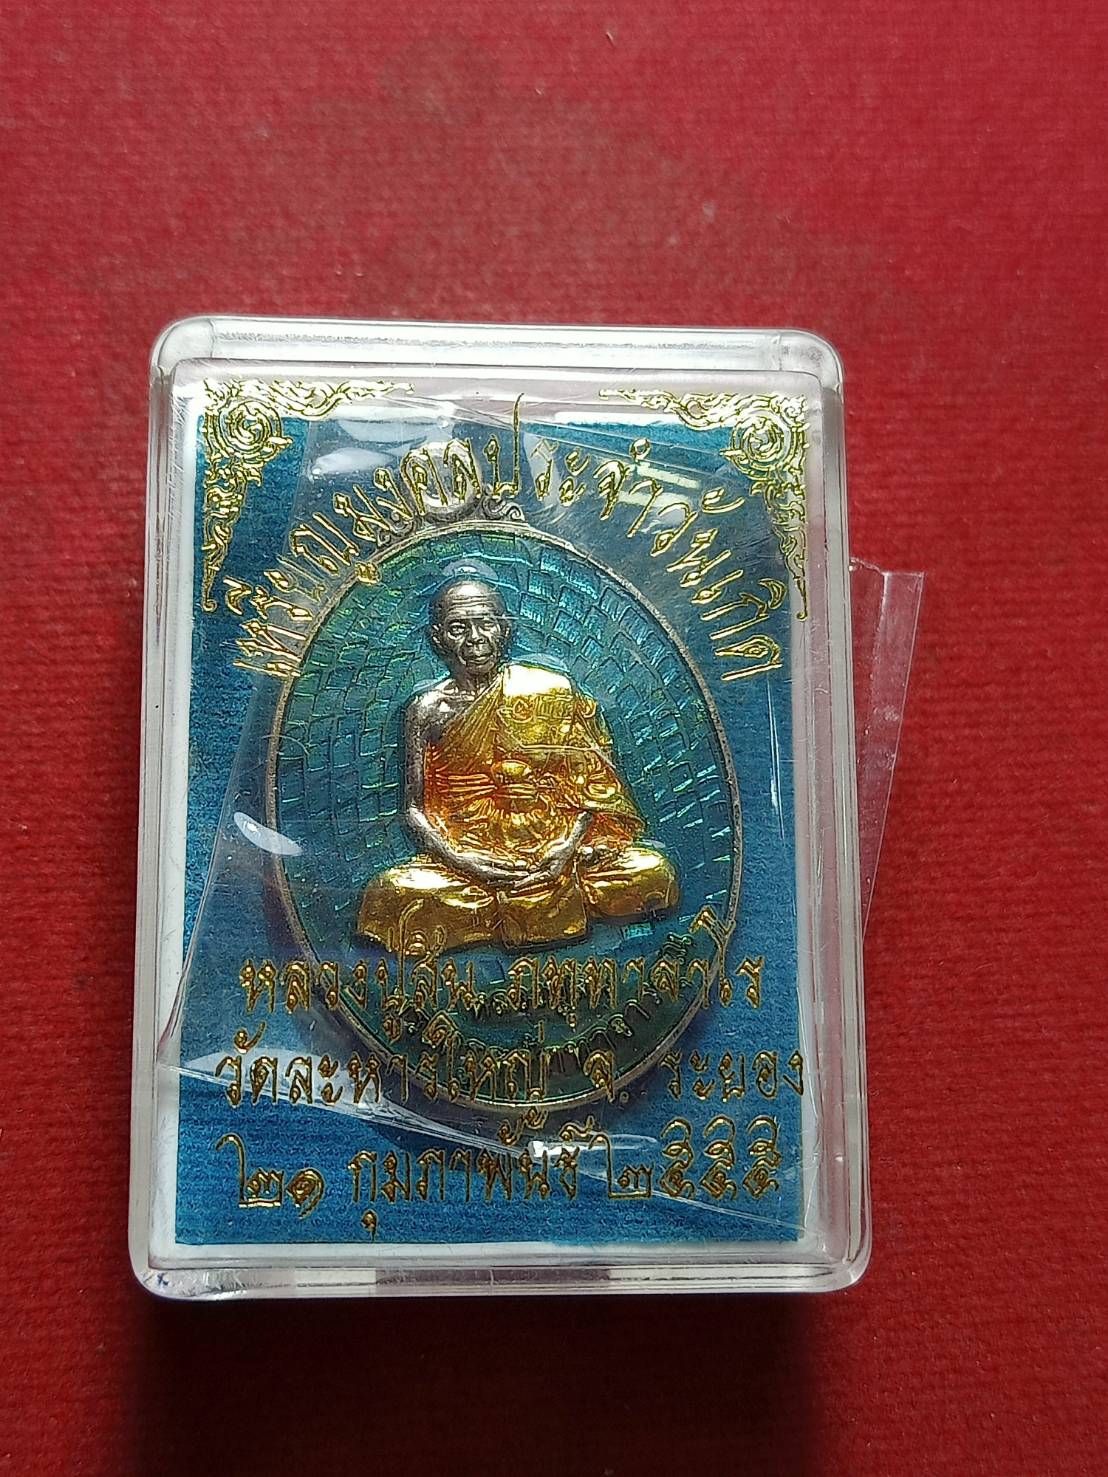 เหรียญมงคลประจำวันเกิด
หลวงปู่สิน ภทฺทาจาโร
วัดละหารใหญ่ จ. ระยอง
๒๑ กุมภาพันธ์ ๒๕๕๕